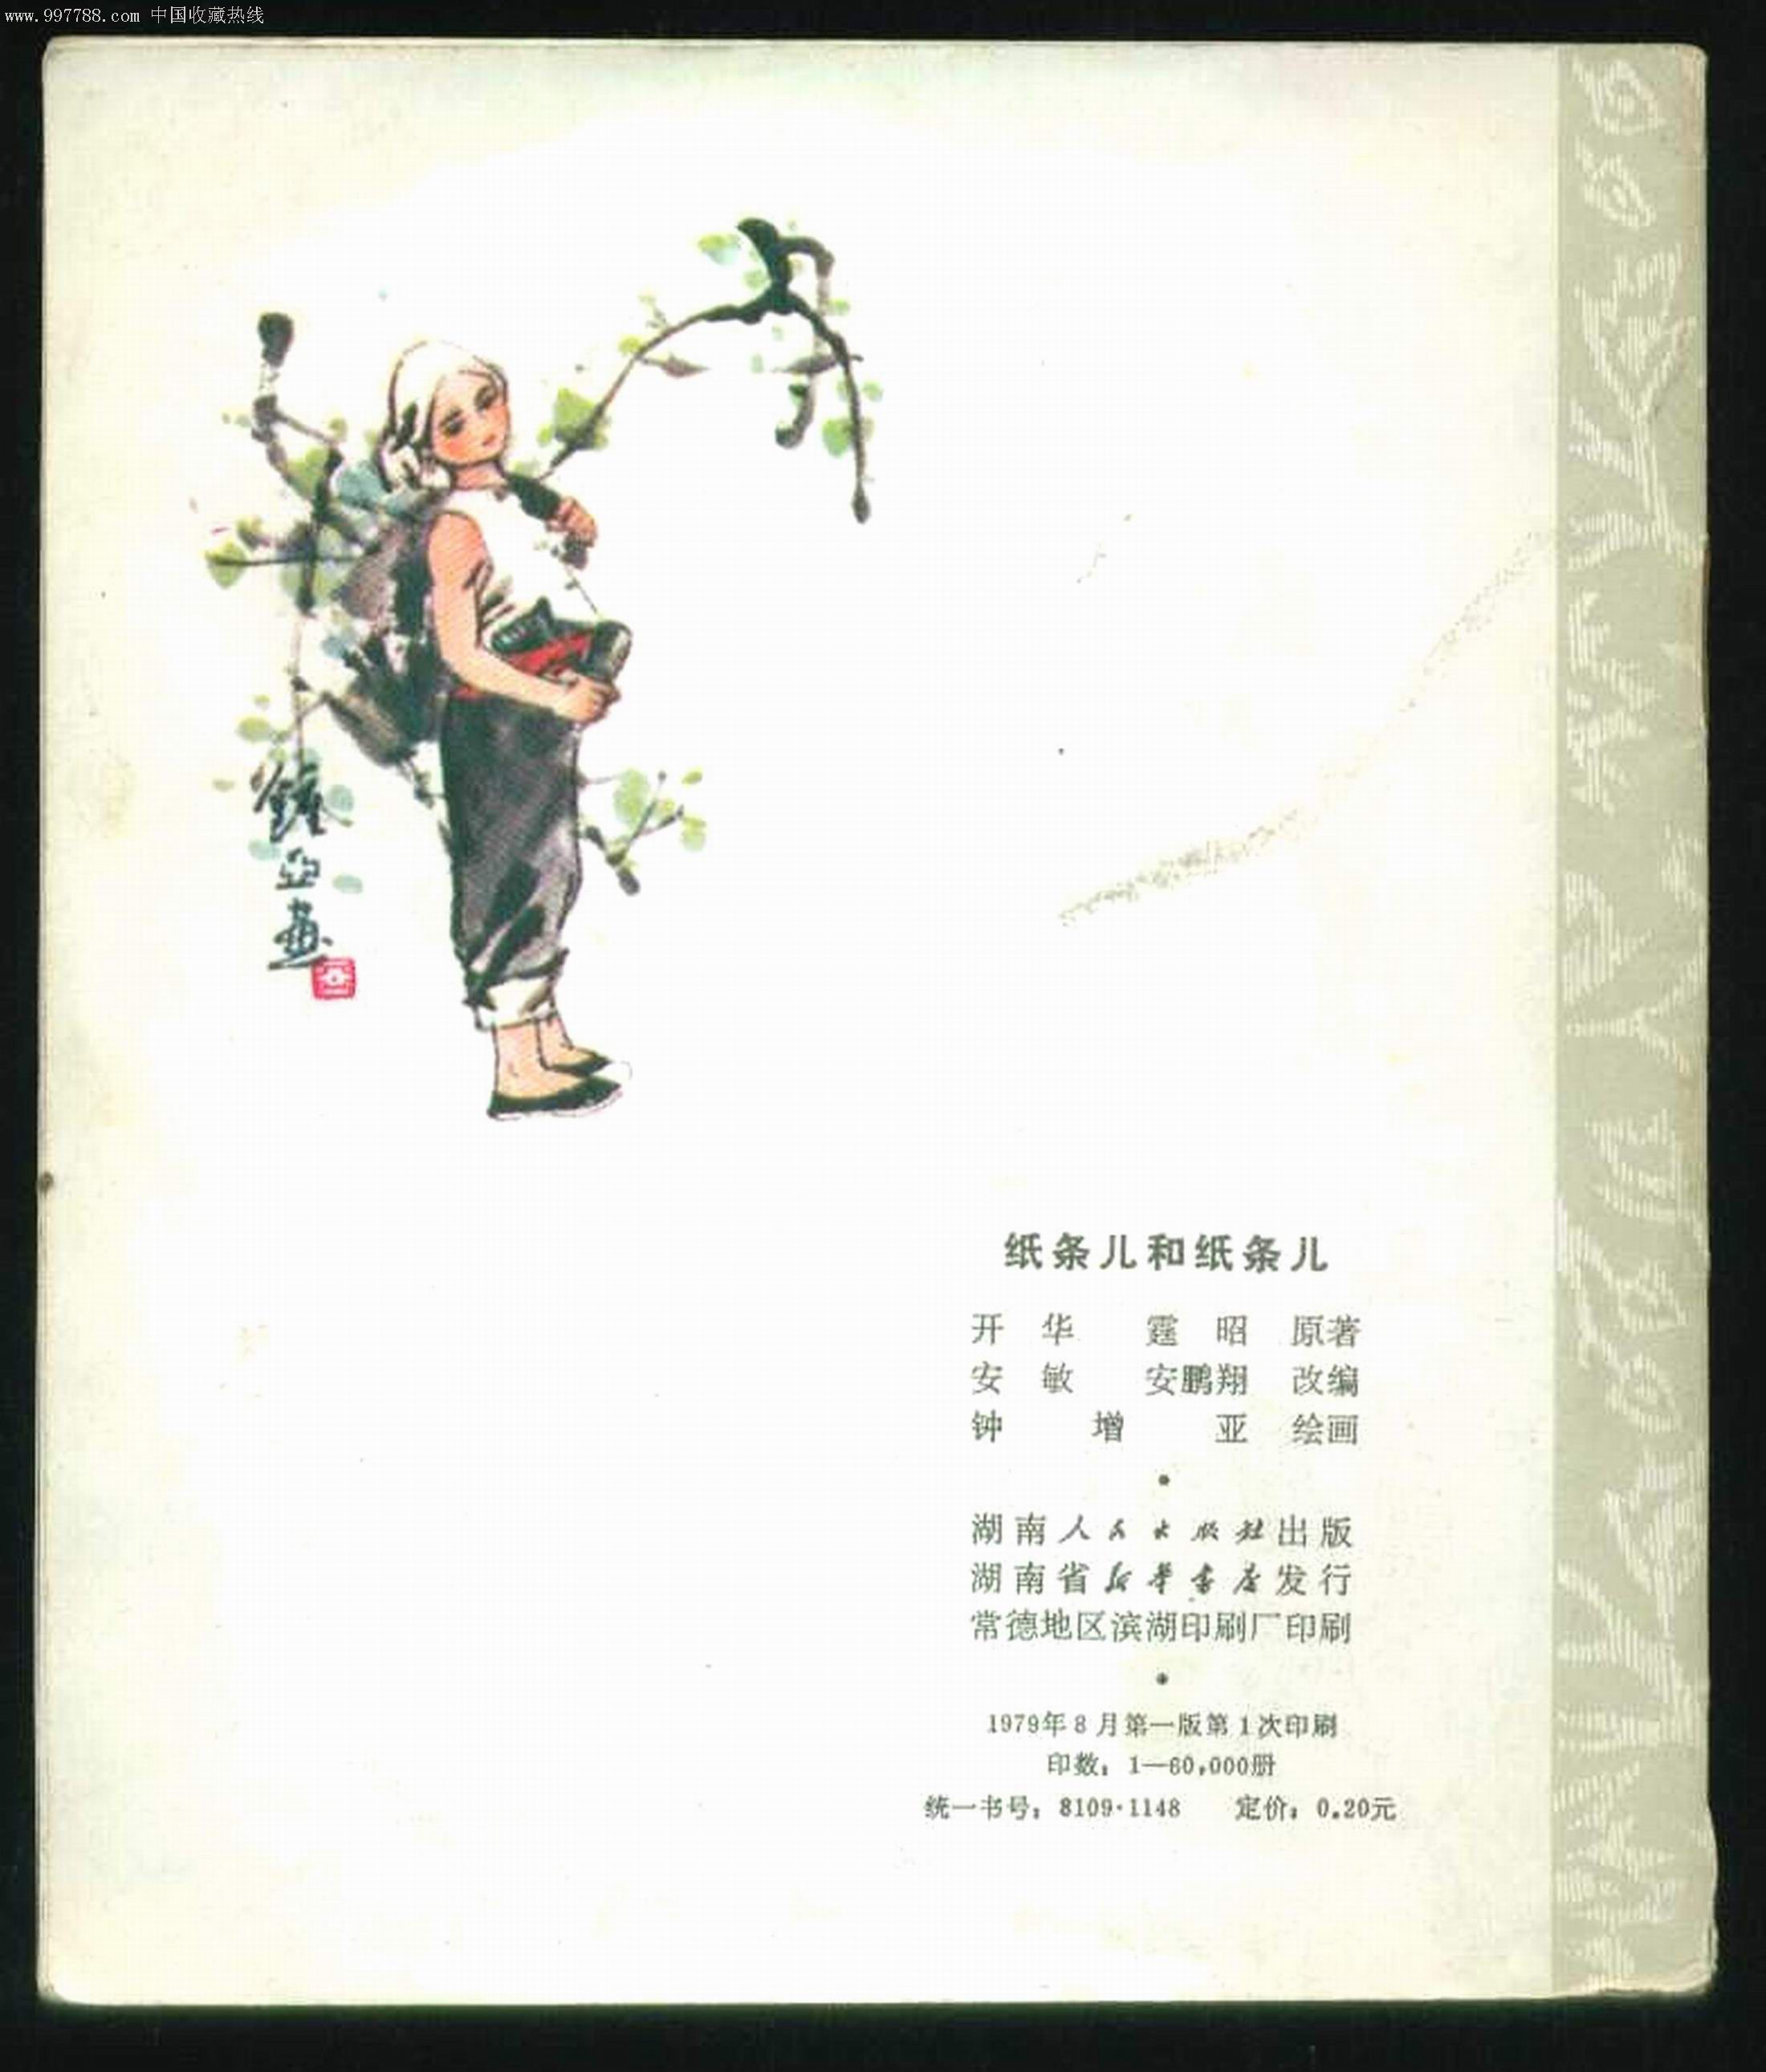 www.997788.com 中国收藏热线
亚画
纸条儿和纸条儿
开华 霆昭 原著
安敏 安鹏翔 改编
钟增亚 绘画
湖南人民出版社出版
湖南省新华书店发行
常德地区滨湖印刷厂印刷
1979年8月第一版第1次印刷
印数：1—60,000册
统一书号：8109·1148 定价：0.20元